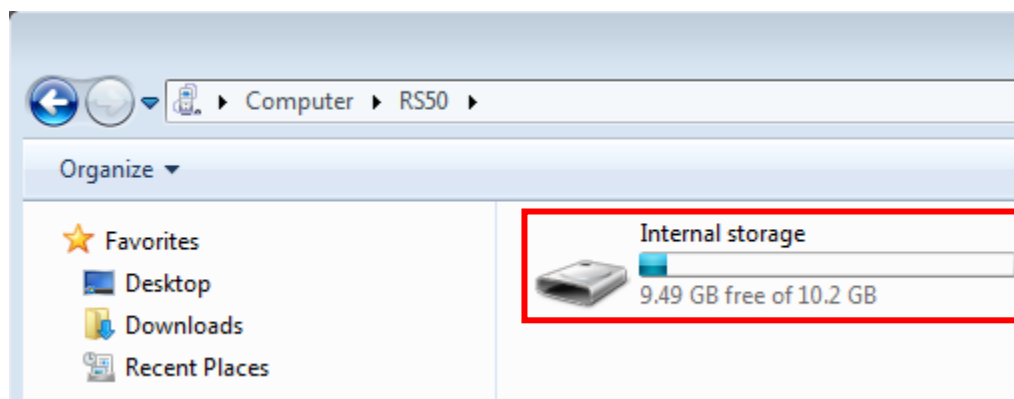 Computer RS50
Organize
Favorites
Desktop
Downloads
Recent Places
Internal storage
9.49 GB free of 10.2 GB